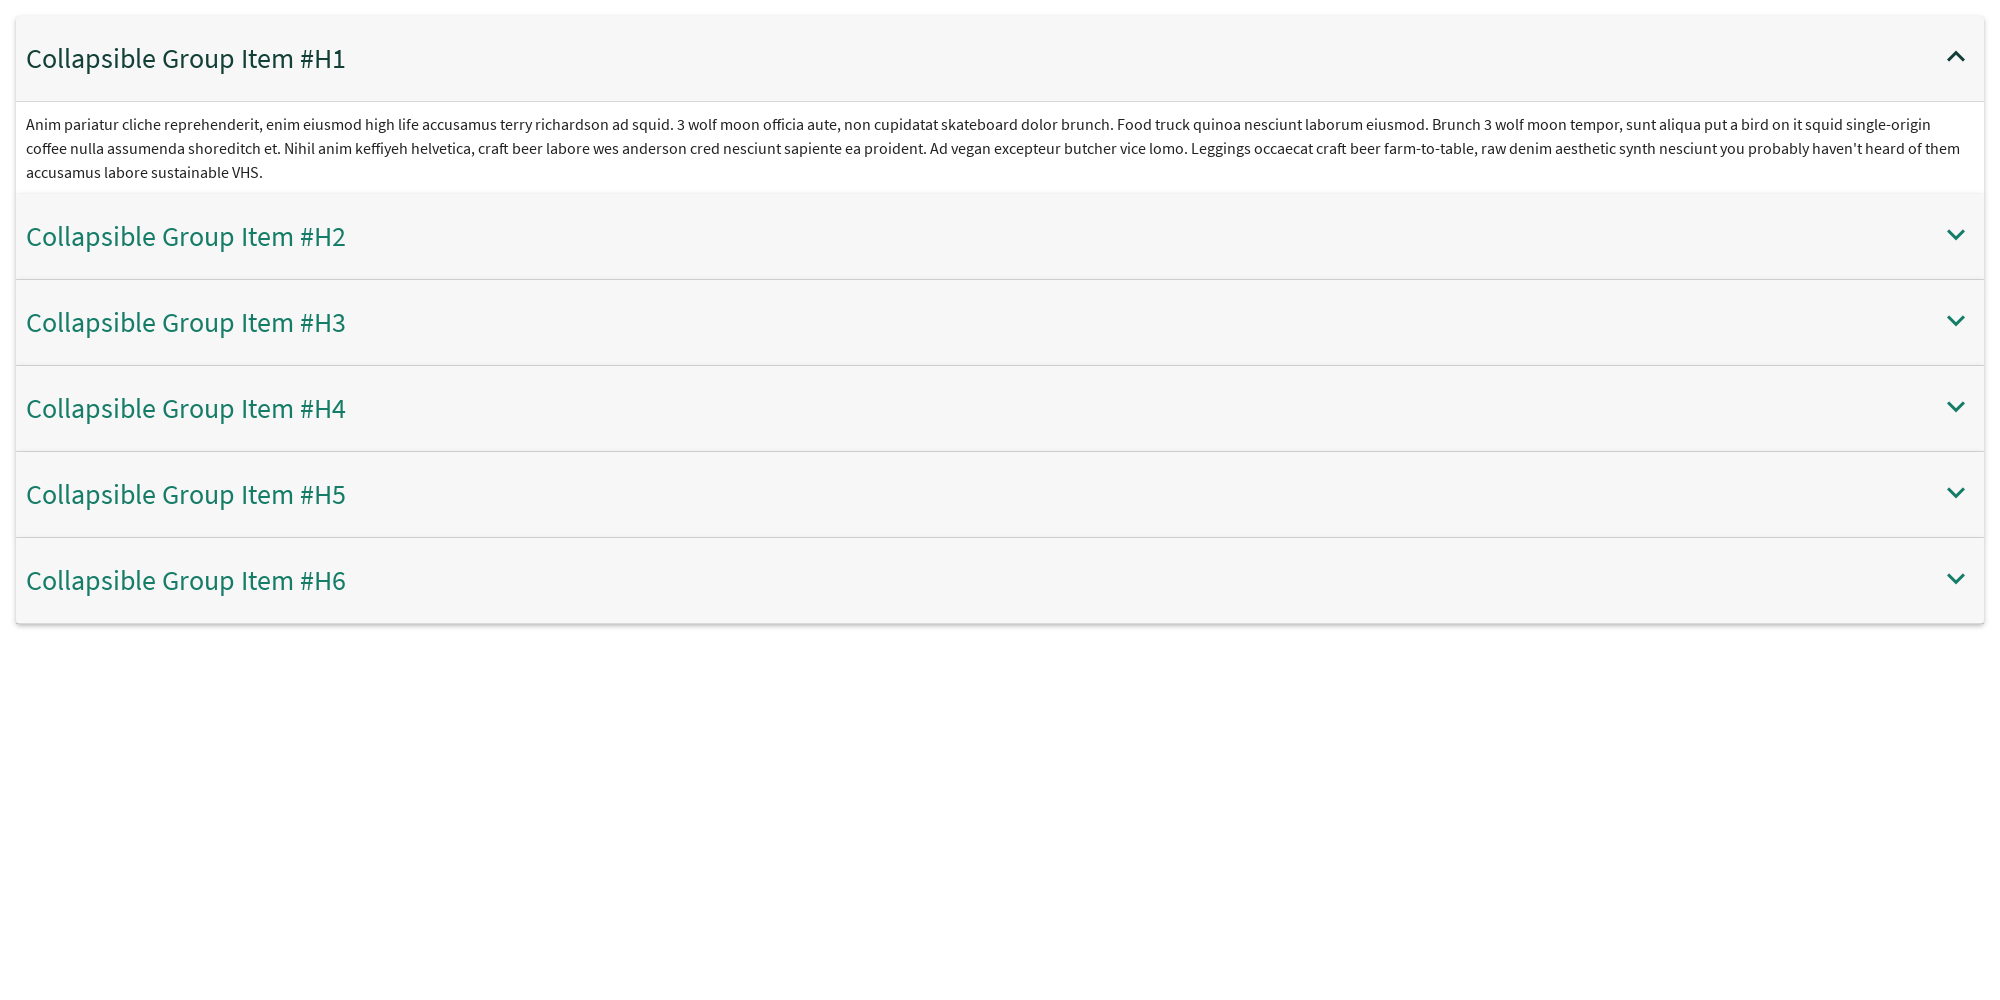 Collapsible Group Item #H1
Anim pariatur cliche reprehenderit, enim eiusmod high life accusamus terry richardson ad squid. 3 wolf moon officia aute, non cupidatat skateboard dolor brunch. Food truck quinoa nesciunt laborum eiusmod. Brunch 3 wolf moon tempor, sunt aliqua put a bird on it squid single-origin
coffee nulla assumenda shoreditch et. Nihil anim keffiyeh helvetica, craft beer labore wes anderson cred nesciunt sapiente ea proident. Ad vegan excepteur butcher vice lomo. Leggings occaecat craft beer farm-to-table, raw denim aesthetic synth nesciunt you probably haven't heard of them
accusamus labore sustainable VHS.
Collapsible Group Item #H2
Collapsible Group Item #H3
Collapsible Group Item #H4
Collapsible Group Item #H5
Collapsible Group Item #H6